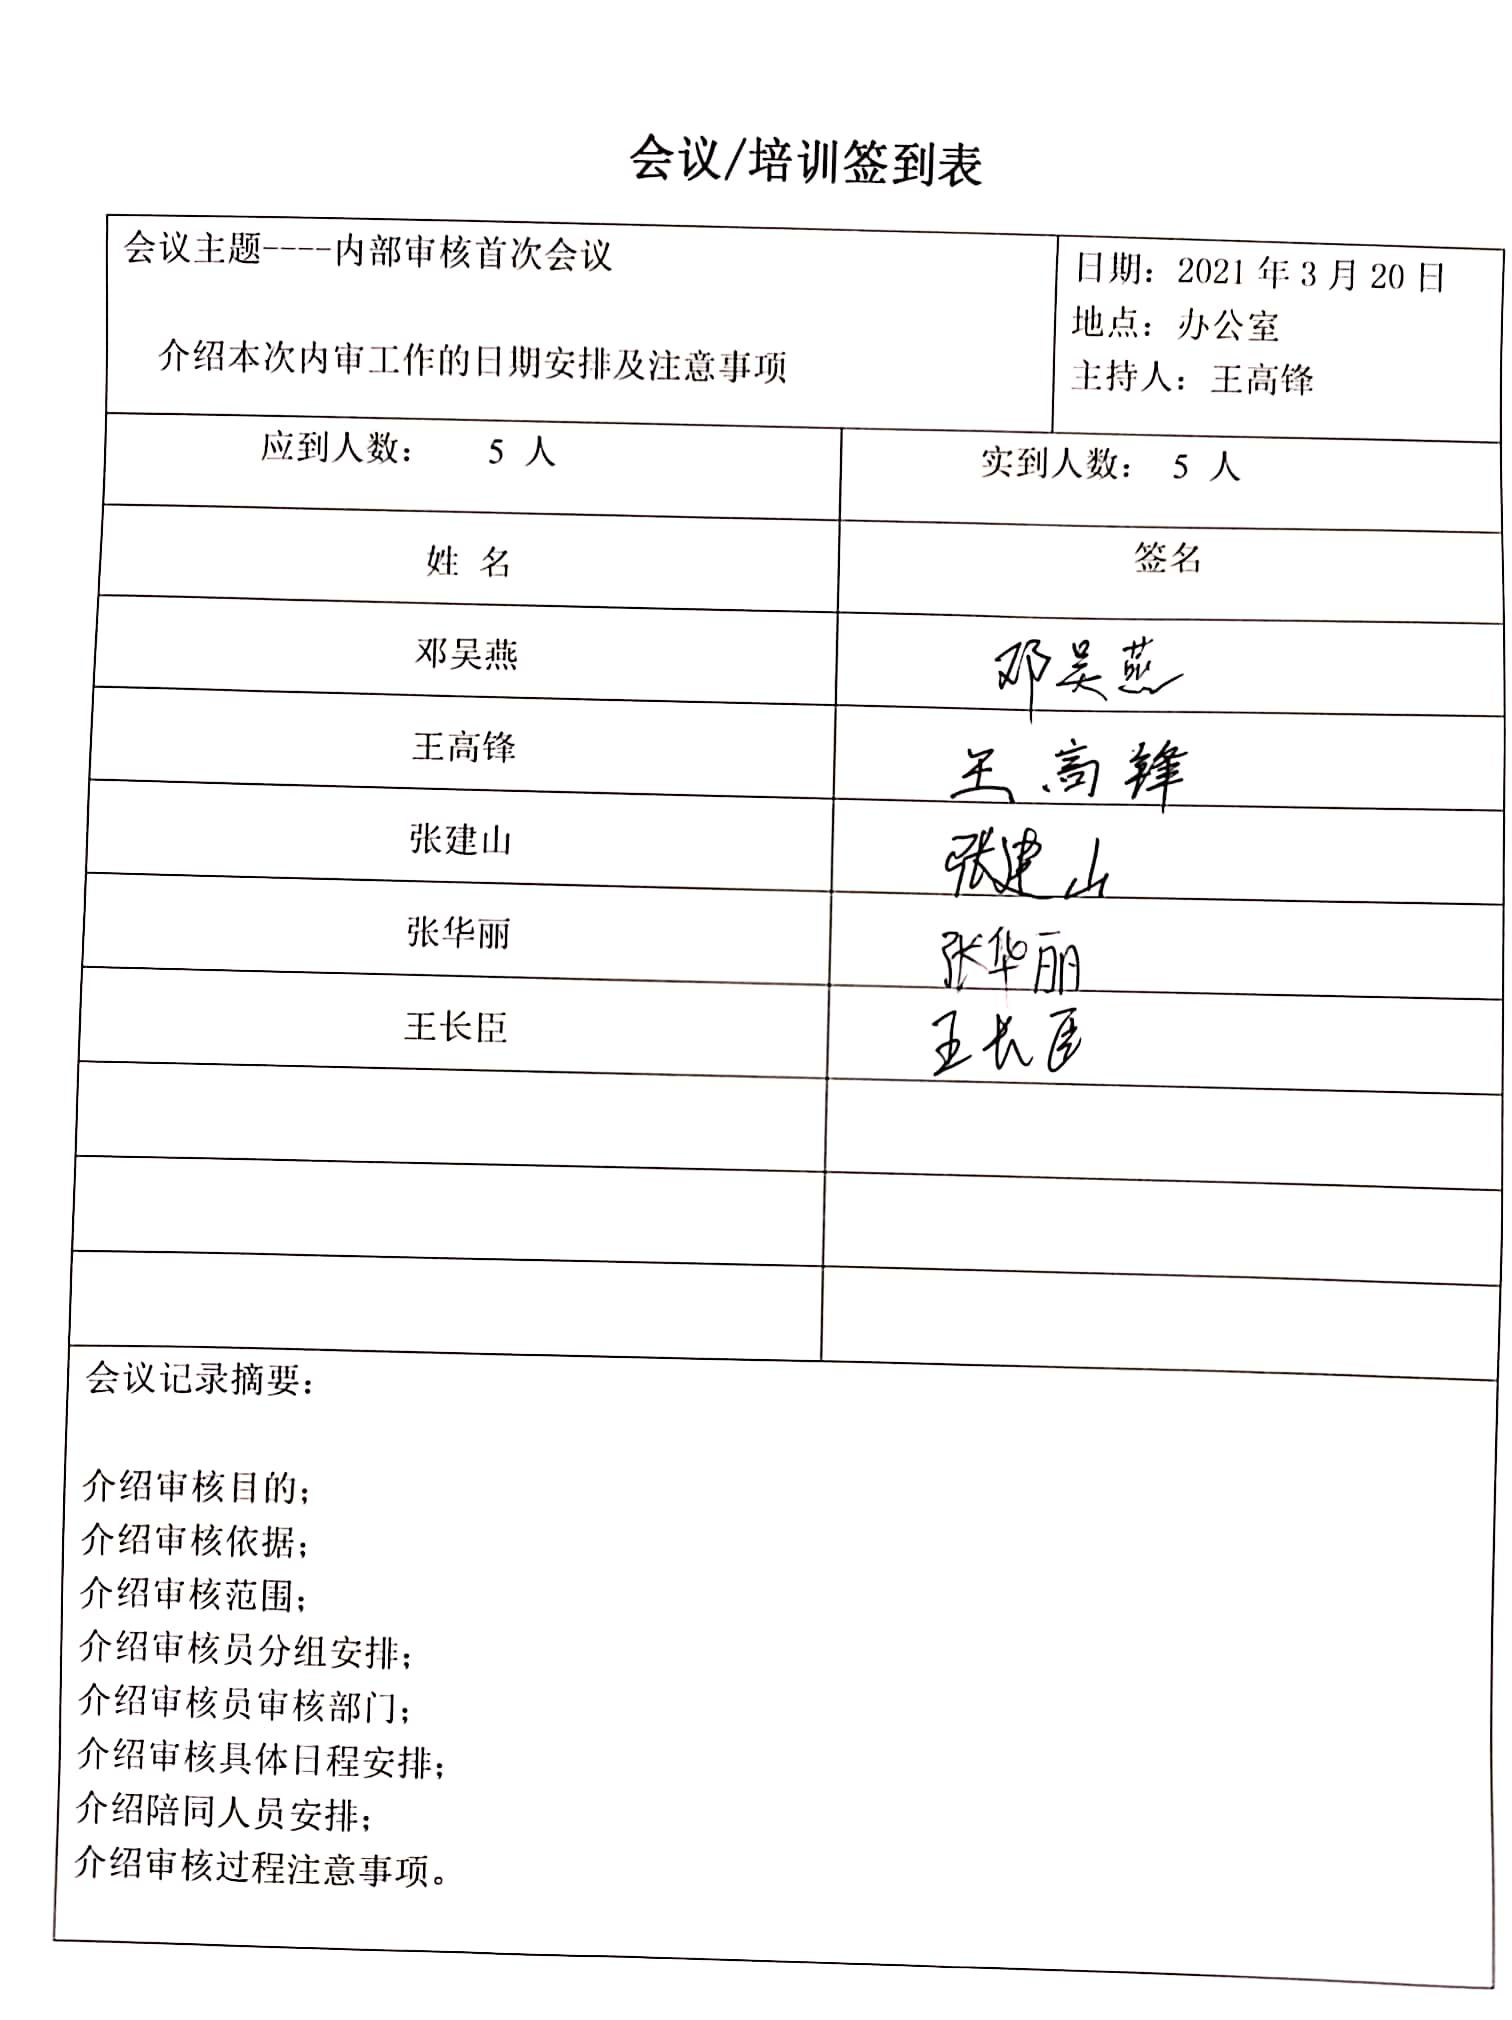 会议/培训签到表
会议主题----内部审核首次会议
介绍本次内审工作的日期安排及注意事项
日期：2021年3月20日
地点：办公室
主持人：王高锋
应到人数： 5 人
实到人数： 5 人
姓 名
签名
邓吴燕
邓吴燕
王高锋
王高锋
张建山
张建山
张华丽
张华丽
王长臣
王长臣
会议记录摘要：
介绍审核目的；
介绍审核依据；
介绍审核范围；
介绍审核员分组安排；
介绍审核员审核部门；
介绍审核具体日程安排；
介绍陪同人员安排；
介绍审核过程注意事项。